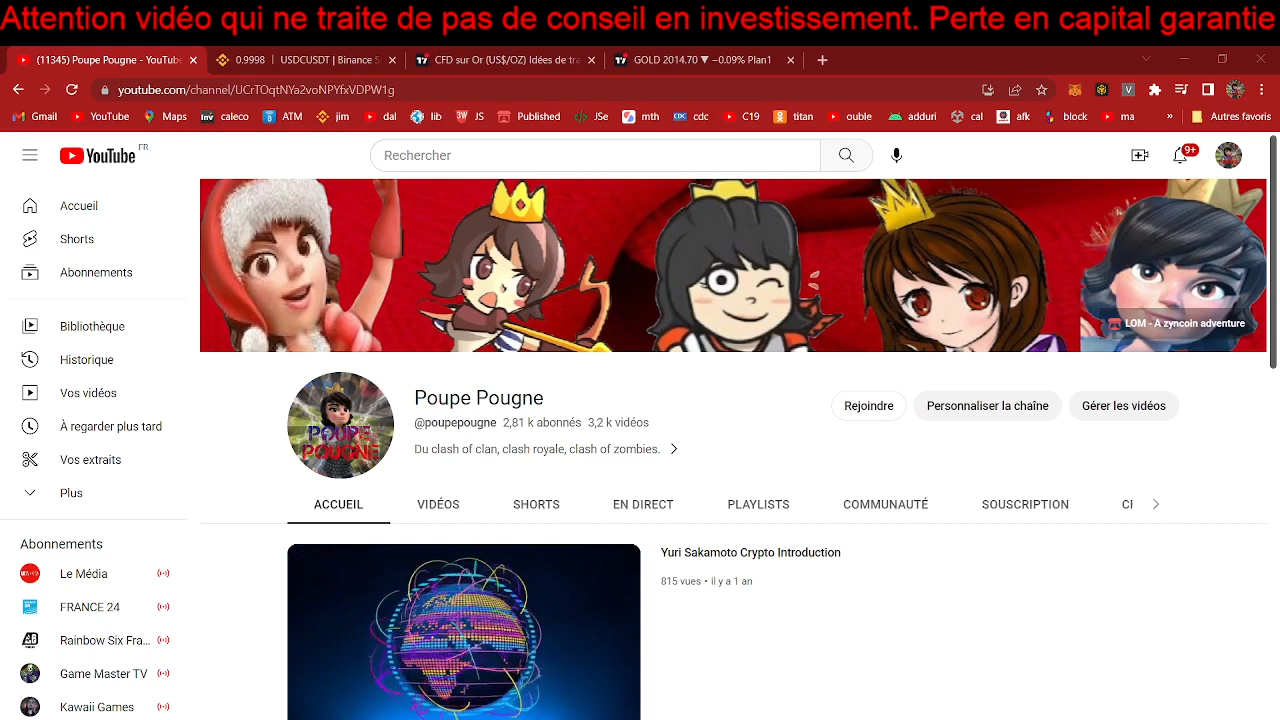 Attention vidéo qui ne traite de pas de conseil en investissement. Perte en capital garantie
(11345) Poupe Pougne - YouTube
0.9998 | USDCUSDT | Binance S
CFD sur Or (US$/OZ) Idées de tra
GOLD 2014.70 ▼ −0.09% Plan1
youtube.com/channel/UCrTOqtNYa2voNPYfxVDPW1g
Gmail YouTube Maps caleco ATM jim dal lib JS Published JSe mth cdc C19 titan ouble adduri cal afk block ma » Autres favoris
YouTube FR
Rechercher
9+
Accueil
Shorts
Abonnements
Bibliothèque
Historique
Vos vidéos
À regarder plus tard
Vos extraits
Plus
Abonnements
Le Média
FRANCE 24
Rainbow Six Fra...
Game Master TV
Kawaii Games
LOM - A zyncoin adventure
POUPE
POUGNE
Poupe Pougne
@poupepougne 2,81 k abonnés 3,2 k vidéos
Du clash of clan, clash royale, clash of zombies.
Rejoindre
Personnaliser la chaîne
Gérer les vidéos
ACCUEIL VIDÉOS SHORTS EN DIRECT PLAYLISTS COMMUNAUTÉ SOUSCRIPTION
Yuri Sakamoto Crypto Introduction
815 vues • il y a 1 an